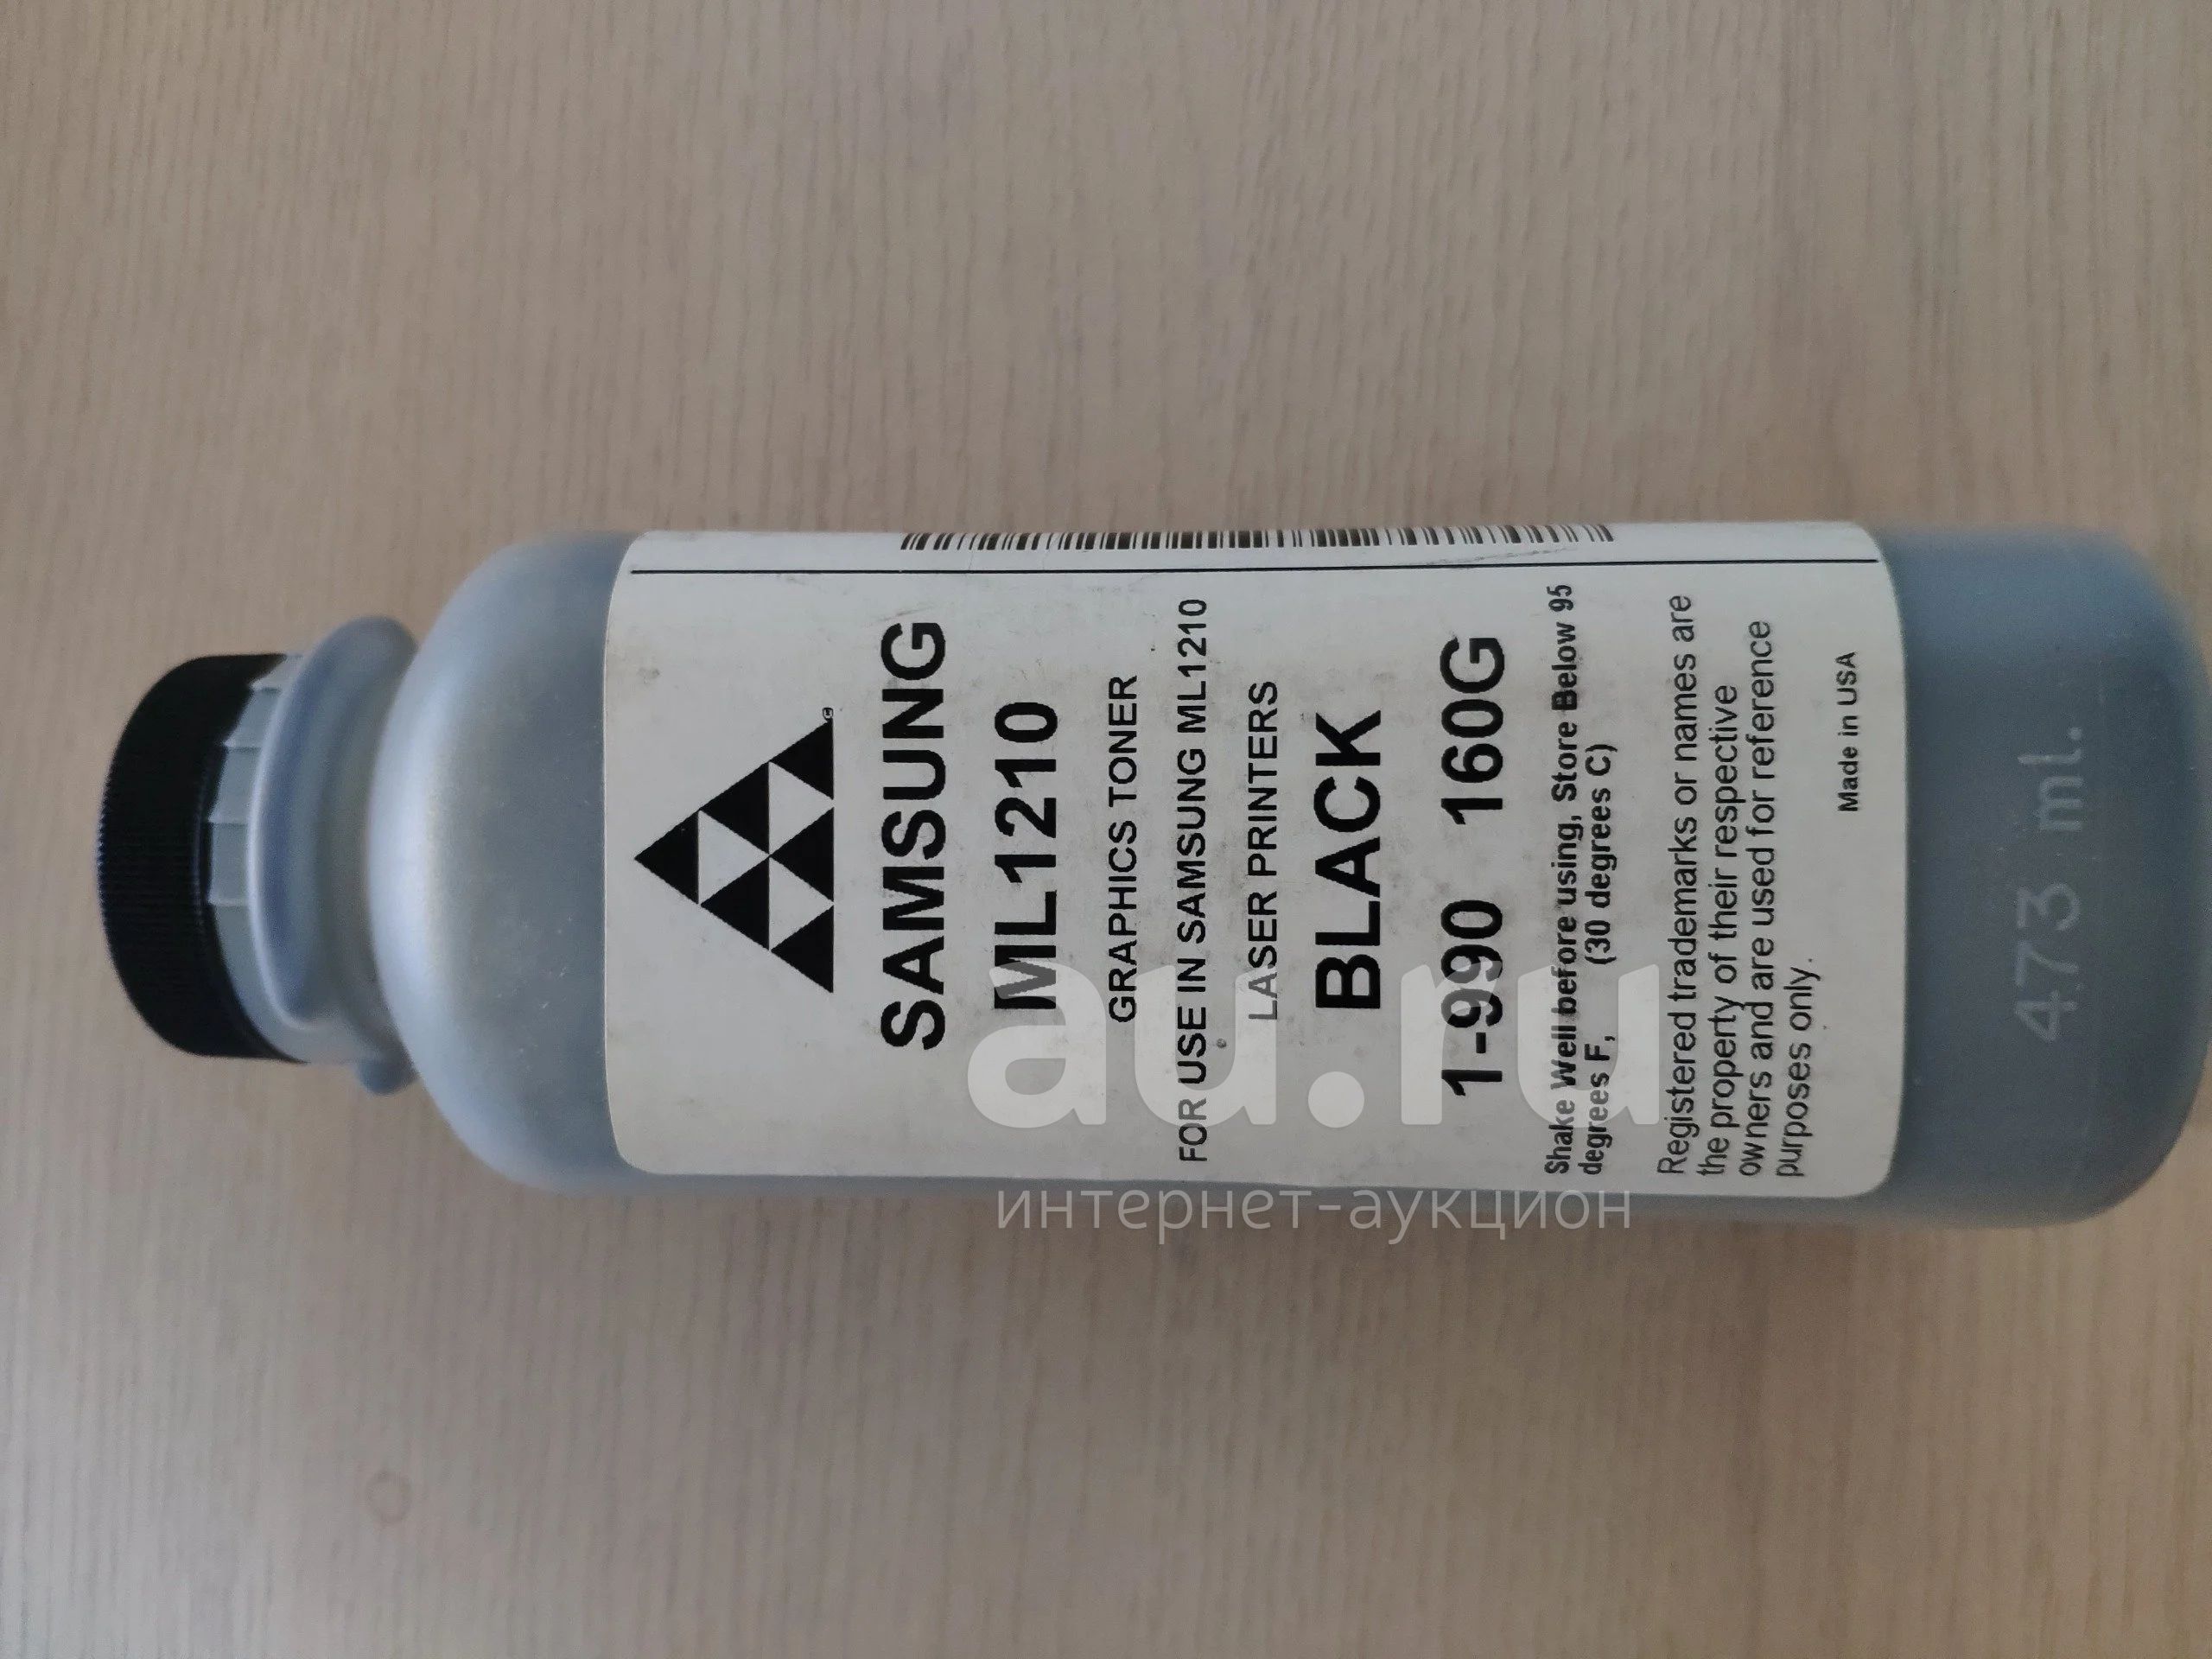 SAMSUNG
ML1210
GRAPHICS TONER
FOR USE IN SAMSUNG ML1210
LASER PRINTERS
BLACK
1-990 160G
Shake Well before using, Store Below 95
degrees F, (30 degrees C)
Registered trademarks or names are
the property of their respective
owners and are used for reference
purposes only.
Made in USA
473 ml.
au.ru
интернет-аукцион